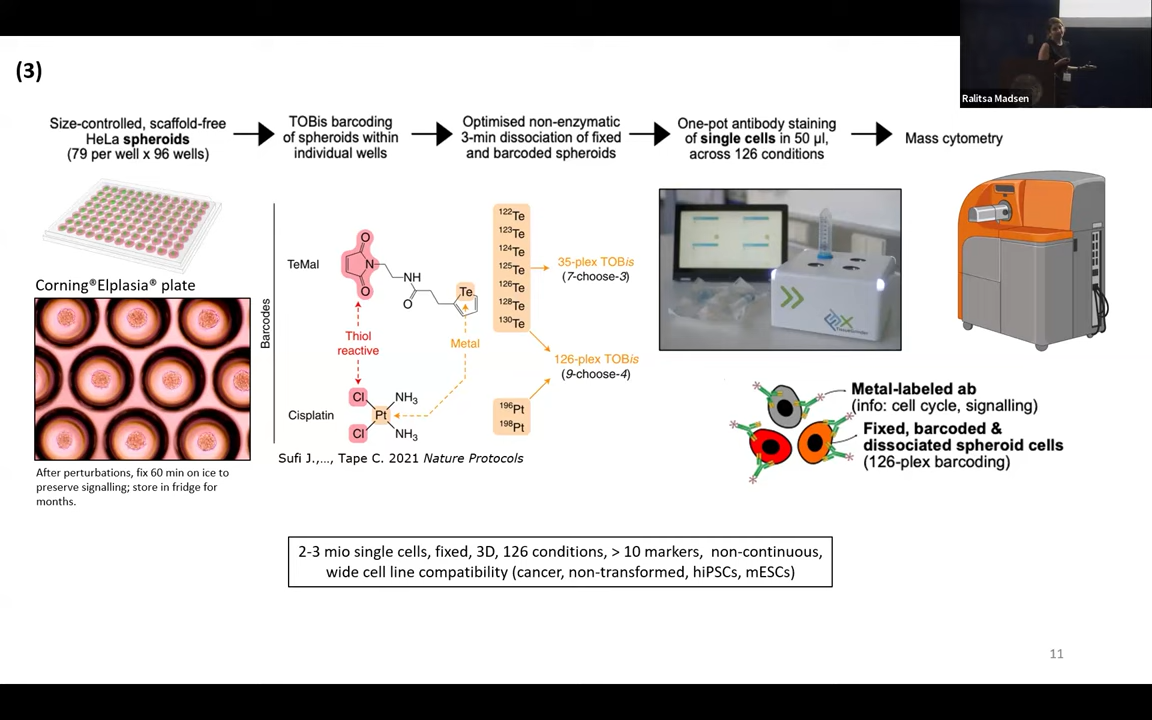 (3)
Size-controlled, scaffold-free
HeLa spheroids
(79 per well x 96 wells)
TOBis barcoding
of spheroids within
individual wells
Optimised non-enzymatic
3-min dissociation of fixed
and barcoded spheroids
One-pot antibody staining
of single cells in 50 µl,
across 126 conditions
Mass cytometry
Ralitsa Madsen
Corning®Elplasia® plate
After perturbations, fix 60 min on ice to
preserve signalling; store in fridge for
months.
Barcodes
TeMal
O
N
O
NH
O
Te
Thiol
reactive
Metal
Cisplatin
Cl
NH3
Pt
Cl
NH3
122Te
123Te
124Te
125Te
126Te
128Te
130Te
35-plex TOBis
(7-choose-3)
126-plex TOBis
(9-choose-4)
196Pt
198Pt
Sufi J.,..., Tape C. 2021 Nature Protocols
Metal-labeled ab
(info: cell cycle, signalling)
Fixed, barcoded &
dissociated spheroid cells
(126-plex barcoding)
2-3 mio single cells, fixed, 3D, 126 conditions, > 10 markers, non-continuous,
wide cell line compatibility (cancer, non-transformed, hiPSCs, mESCs)
11